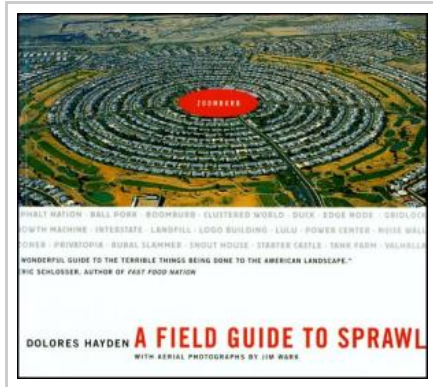 ZOOMBURB
PHALT NATION · BALL PORK · BOOMBURB · CLUSTERED WORLD · DUCK · EDGE NODE · GRIDLOCK
OWTH MACHINE · INTERSTATE · LANDFILL · LOGO BUILDING · LULU · POWER CENTER · NOISE WALL
TOWER · PRIVATOPIA · RURAL SLAMMER · SNOUT HOUSE · STARTER CASTLE · TANK FARM · VALHALLA
WONDERFUL GUIDE TO THE TERRIBLE THINGS BEING DONE TO THE AMERICAN LANDSCAPE."
ERIC SCHLOSSER, AUTHOR OF FAST FOOD NATION
DOLORES HAYDEN A FIELD GUIDE TO SPRAWL
WITH AERIAL PHOTOGRAPHS BY JIM WARK